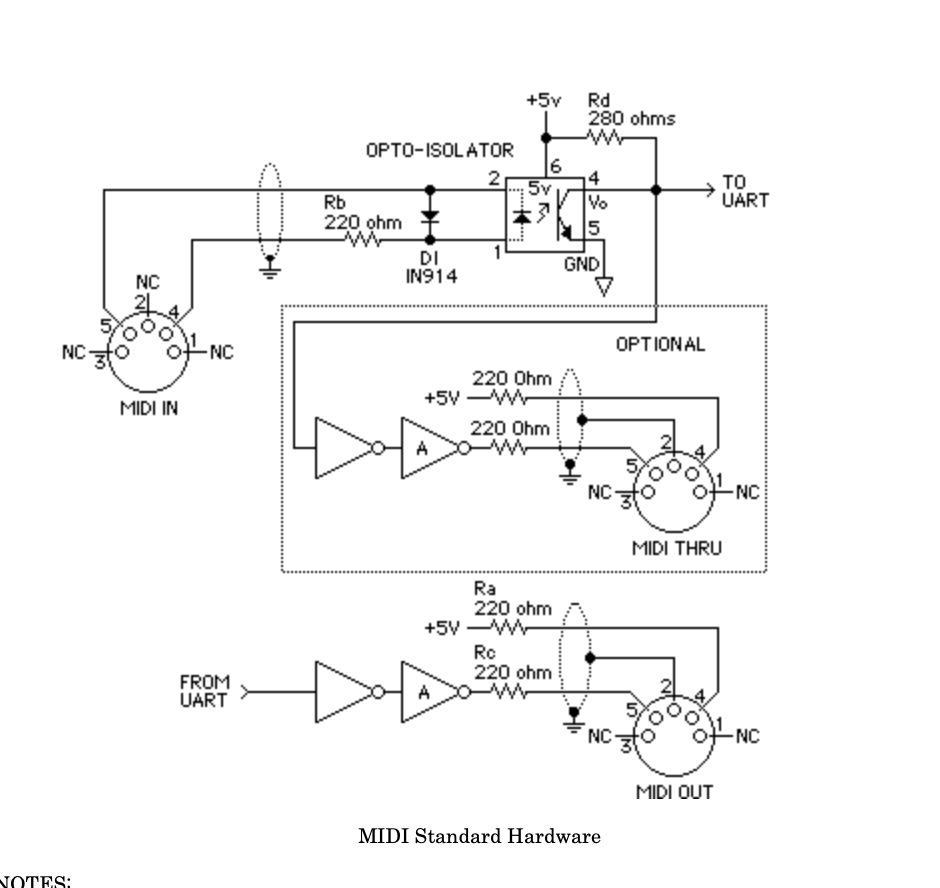 +5v
Rd
280 ohms
OPTO-ISOLATOR
6
2
5v
4
TO
UART
Vo
Rb
220 ohm
5
1
D1
IN914
GND
NC
2
5
4
NC
3
1
NC
MIDI IN
OPTIONAL
220 Ohm
+5V
220 Ohm
A
2
5
4
NC
3
1
NC
MIDI THRU
Ra
220 ohm
+5V
Rc
220 ohm
FROM
UART
A
2
5
4
NC
3
1
NC
MIDI OUT
MIDI Standard Hardware
NOTES: